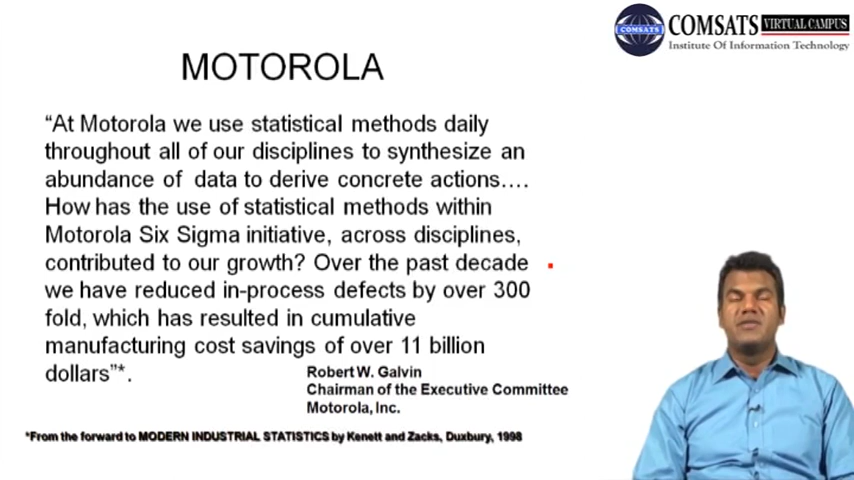 COMSATS VIRTUAL CAMPUS
COMSATS
Institute Of Information Technology
MOTOROLA
“At Motorola we use statistical methods daily
throughout all of our disciplines to synthesize an
abundance of data to derive concrete actions….
How has the use of statistical methods within
Motorola Six Sigma initiative, across disciplines,
contributed to our growth? Over the past decade
we have reduced in-process defects by over 300
fold, which has resulted in cumulative
manufacturing cost savings of over 11 billion
dollars”*.
Robert W. Galvin
Chairman of the Executive Committee
Motorola, Inc.
*From the forward to MODERN INDUSTRIAL STATISTICS by Kenett and Zacks, Duxbury, 1998